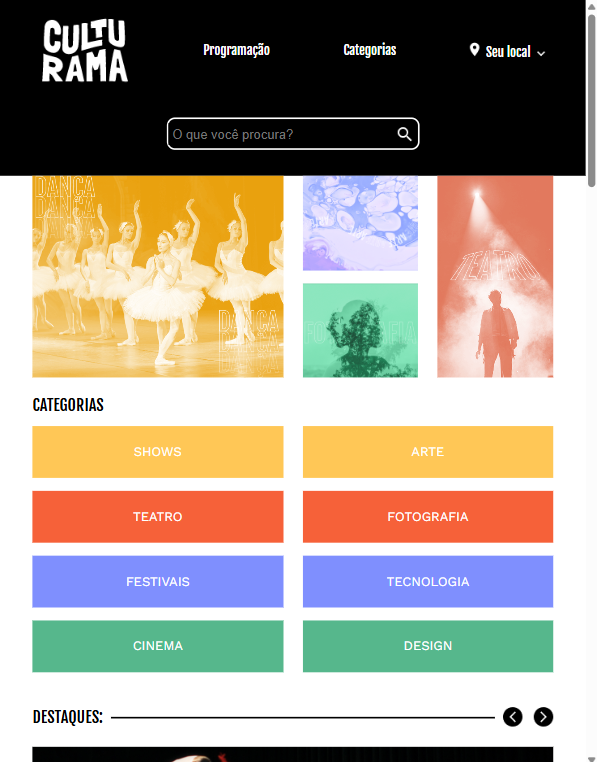 CULTU
RAMA
Programação
Categorias
Seu local
O que você procura?
DANÇA
DANÇA
DANÇA
DANÇA
DANÇA
TEATRO
FOTOGRAFIA
CATEGORIAS
SHOWS
ARTE
TEATRO
FOTOGRAFIA
FESTIVAIS
TECNOLOGIA
CINEMA
DESIGN
DESTAQUES: